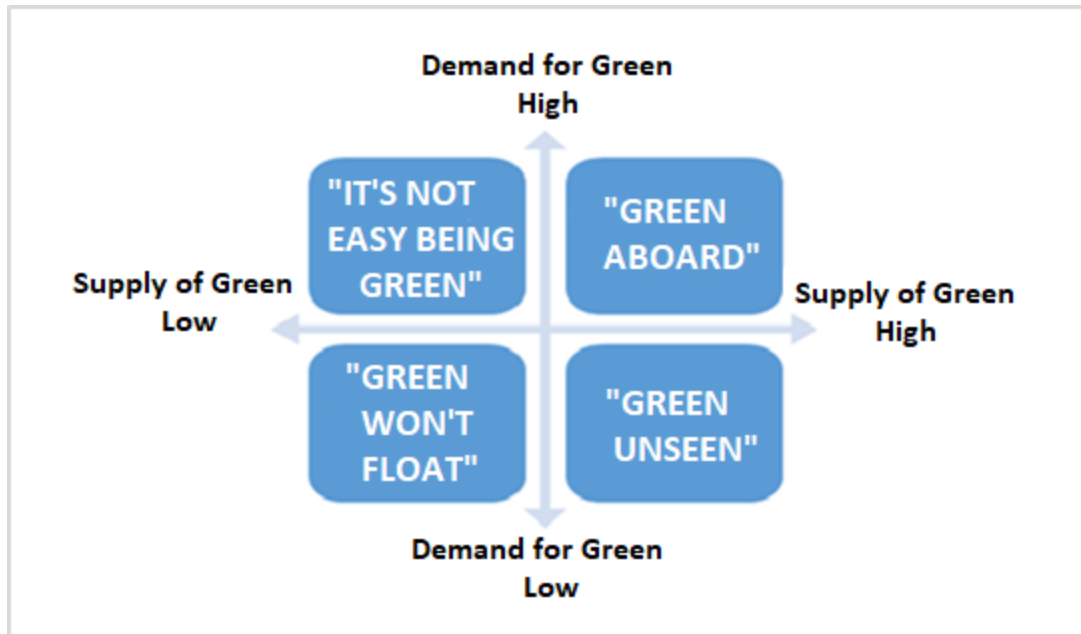 Demand for Green
High
"IT'S NOT
EASY BEING
GREEN"
"GREEN
ABOARD"
Supply of Green
Low
Supply of Green
High
"GREEN
WON'T
FLOAT"
"GREEN
UNSEEN"
Demand for Green
Low